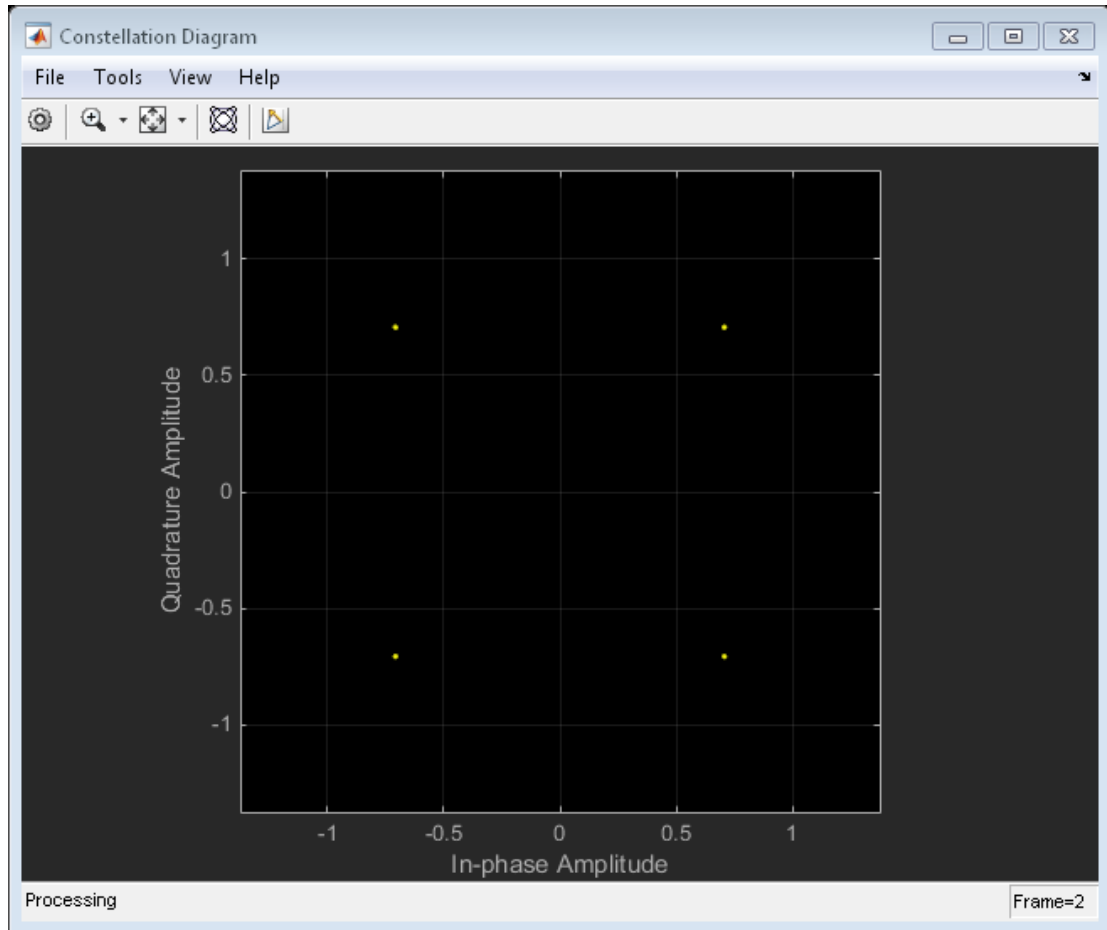 Constellation Diagram
File Tools View Help
1
0.5
0
-0.5
-1
Quadrature Amplitude
-1 -0.5 0 0.5 1
In-phase Amplitude
Processing Frame=2